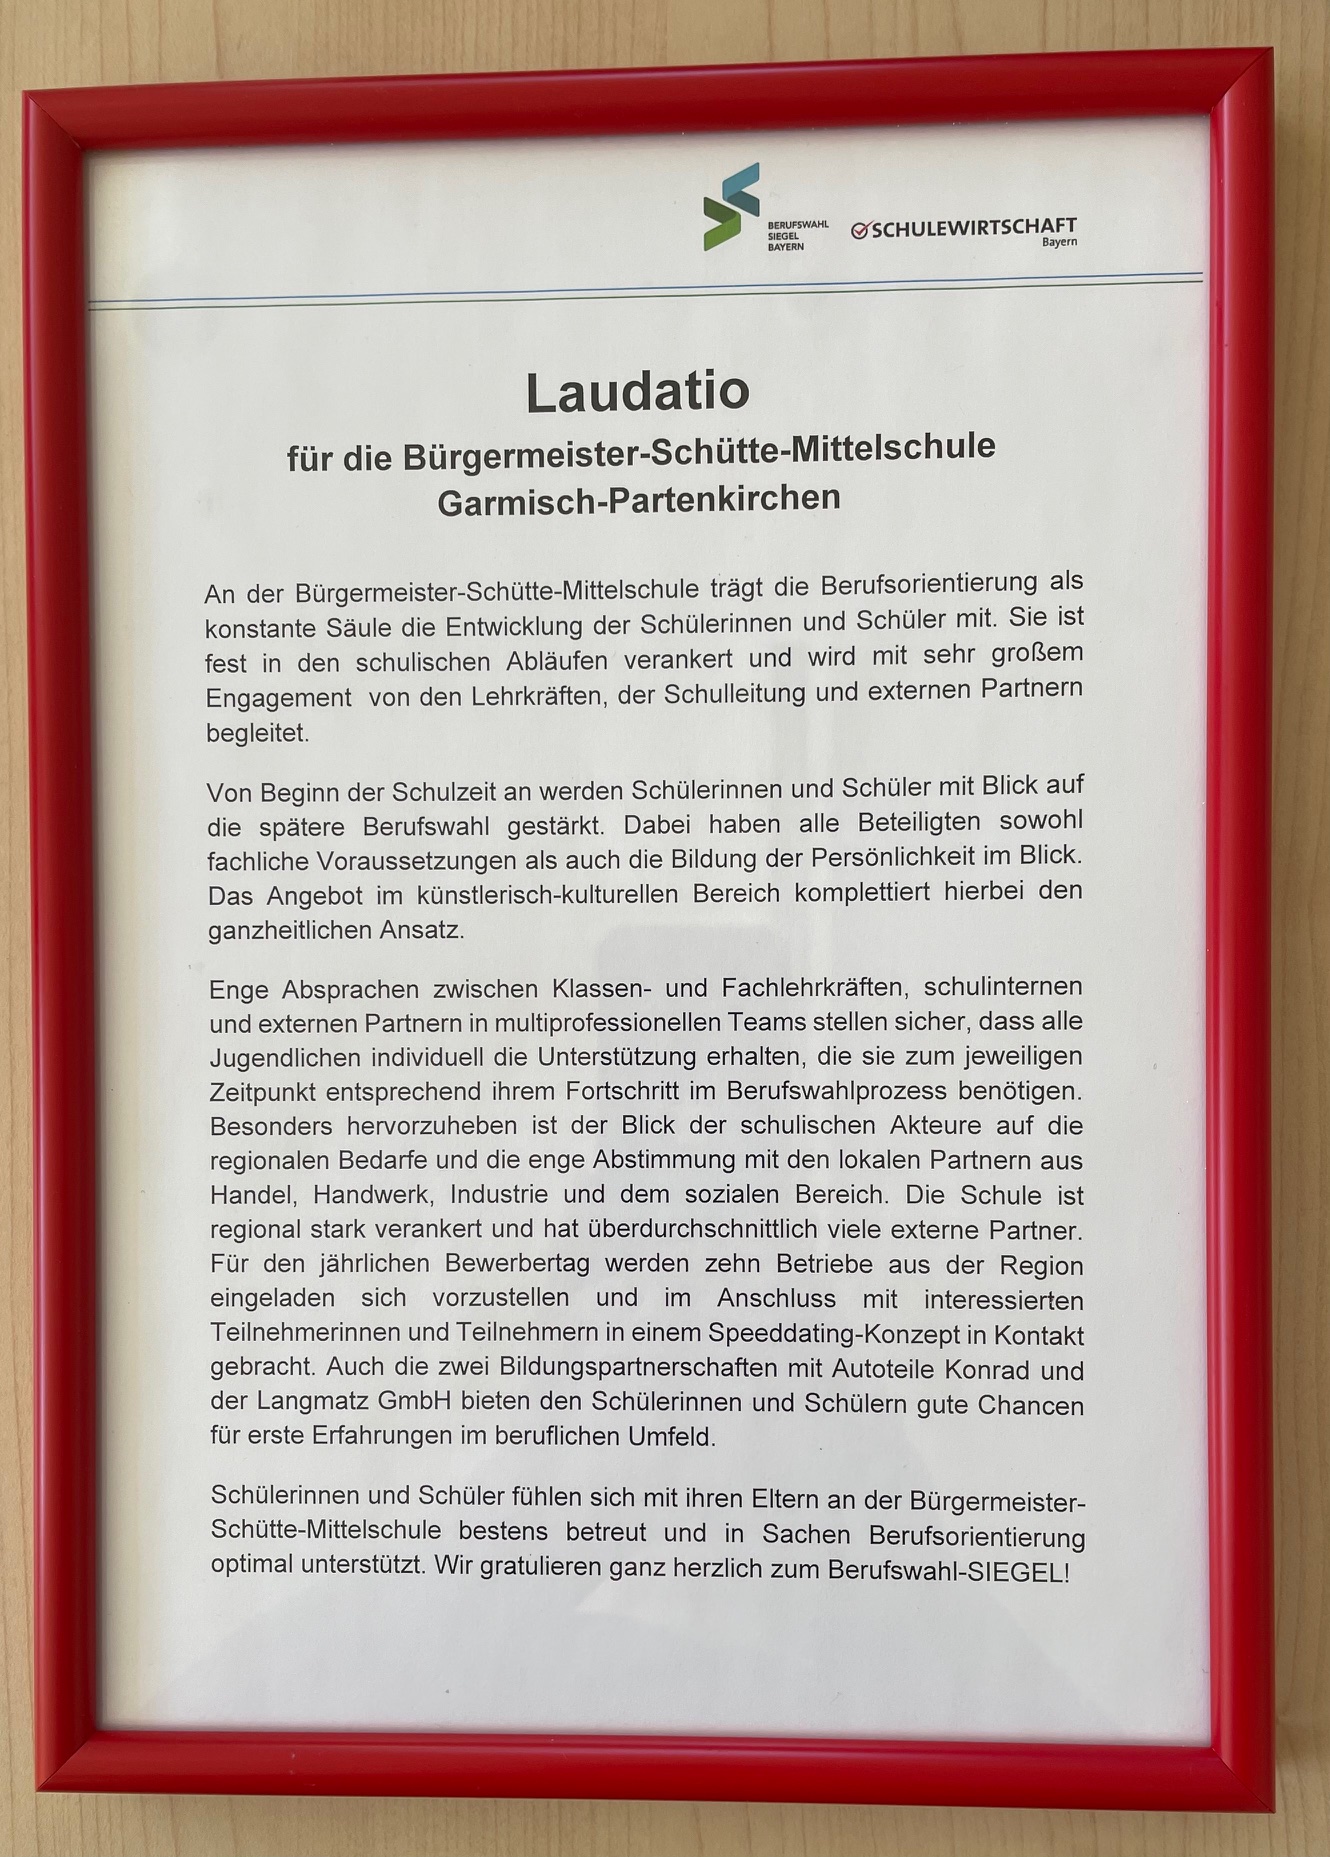 BERUFSWAHL
SIEGEL
BAYERN
SCHULEWIRTSCHAFT
Bayern
Laudatio
für die Bürgermeister-Schütte-Mittelschule
Garmisch-Partenkirchen
An der Bürgermeister-Schütte-Mittelschule trägt die Berufsorientierung als
konstante Säule die Entwicklung der Schülerinnen und Schüler mit. Sie ist
fest in den schulischen Abläufen verankert und wird mit sehr großem
Engagement von den Lehrkräften, der Schulleitung und externen Partnern
begleitet.
Von Beginn der Schulzeit an werden Schülerinnen und Schüler mit Blick auf
die spätere Berufswahl gestärkt. Dabei haben alle Beteiligten sowohl
fachliche Voraussetzungen als auch die Bildung der Persönlichkeit im Blick.
Das Angebot im künstlerisch-kulturellen Bereich komplettiert hierbei den
ganzheitlichen Ansatz.
Enge Absprachen zwischen Klassen- und Fachlehrkräften, schulinternen
und externen Partnern in multiprofessionellen Teams stellen sicher, dass alle
Jugendlichen individuell die Unterstützung erhalten, die sie zum jeweiligen
Zeitpunkt entsprechend ihrem Fortschritt im Berufswahlprozess benötigen.
Besonders hervorzuheben ist der Blick der schulischen Akteure auf die
regionalen Bedarfe und die enge Abstimmung mit den lokalen Partnern aus
Handel, Handwerk, Industrie und dem sozialen Bereich. Die Schule ist
regional stark verankert und hat überdurchschnittlich viele externe Partner.
Für den jährlichen Bewerbertag werden zehn Betriebe aus der Region
eingeladen sich vorzustellen und im Anschluss mit interessierten
Teilnehmerinnen und Teilnehmern in einem Speeddating-Konzept in Kontakt
gebracht. Auch die zwei Bildungspartnerschaften mit Autoteile Konrad und
der Langmatz GmbH bieten den Schülerinnen und Schülern gute Chancen
für erste Erfahrungen im beruflichen Umfeld.
Schülerinnen und Schüler fühlen sich mit ihren Eltern an der Bürgermeister-
Schütte-Mittelschule bestens betreut und in Sachen Berufsorientierung
optimal unterstützt. Wir gratulieren ganz herzlich zum Berufswahl-SIEGEL!